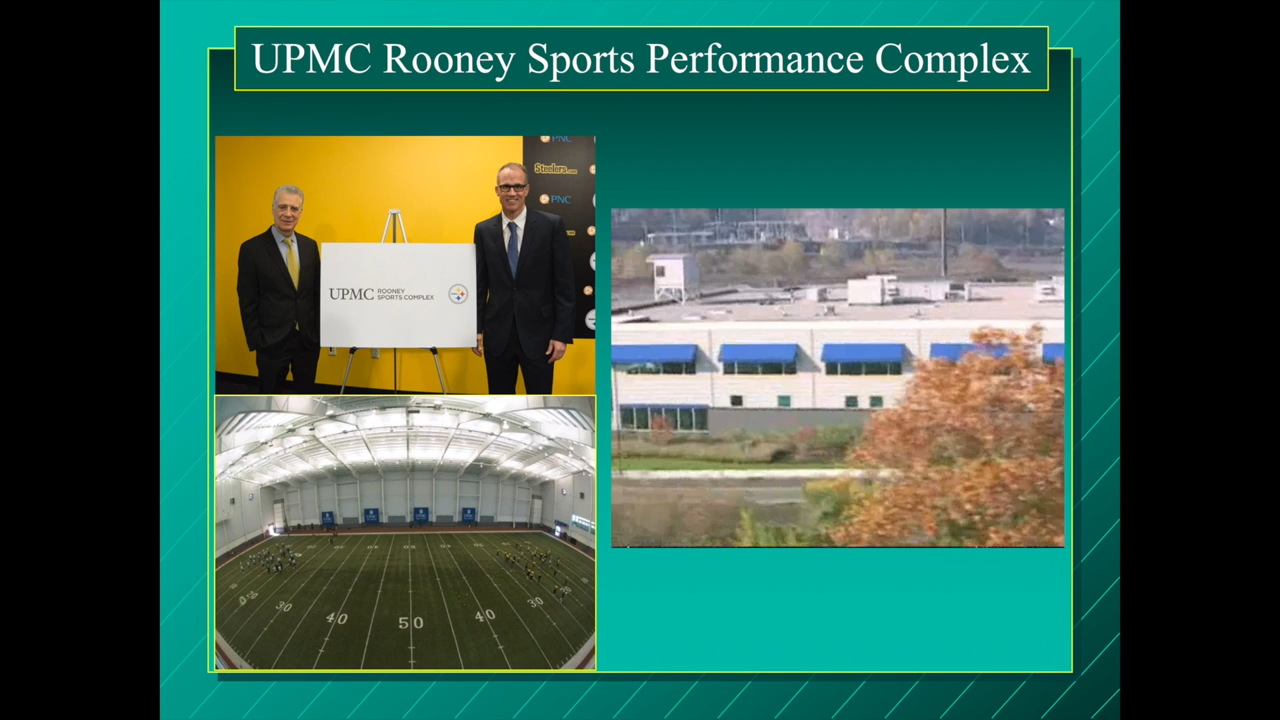 UPMC Rooney Sports Performance Complex
PNC
Steelers.com
PNC
UPMC ROONEY
SPORTS COMPLEX
50
40
40
30
30